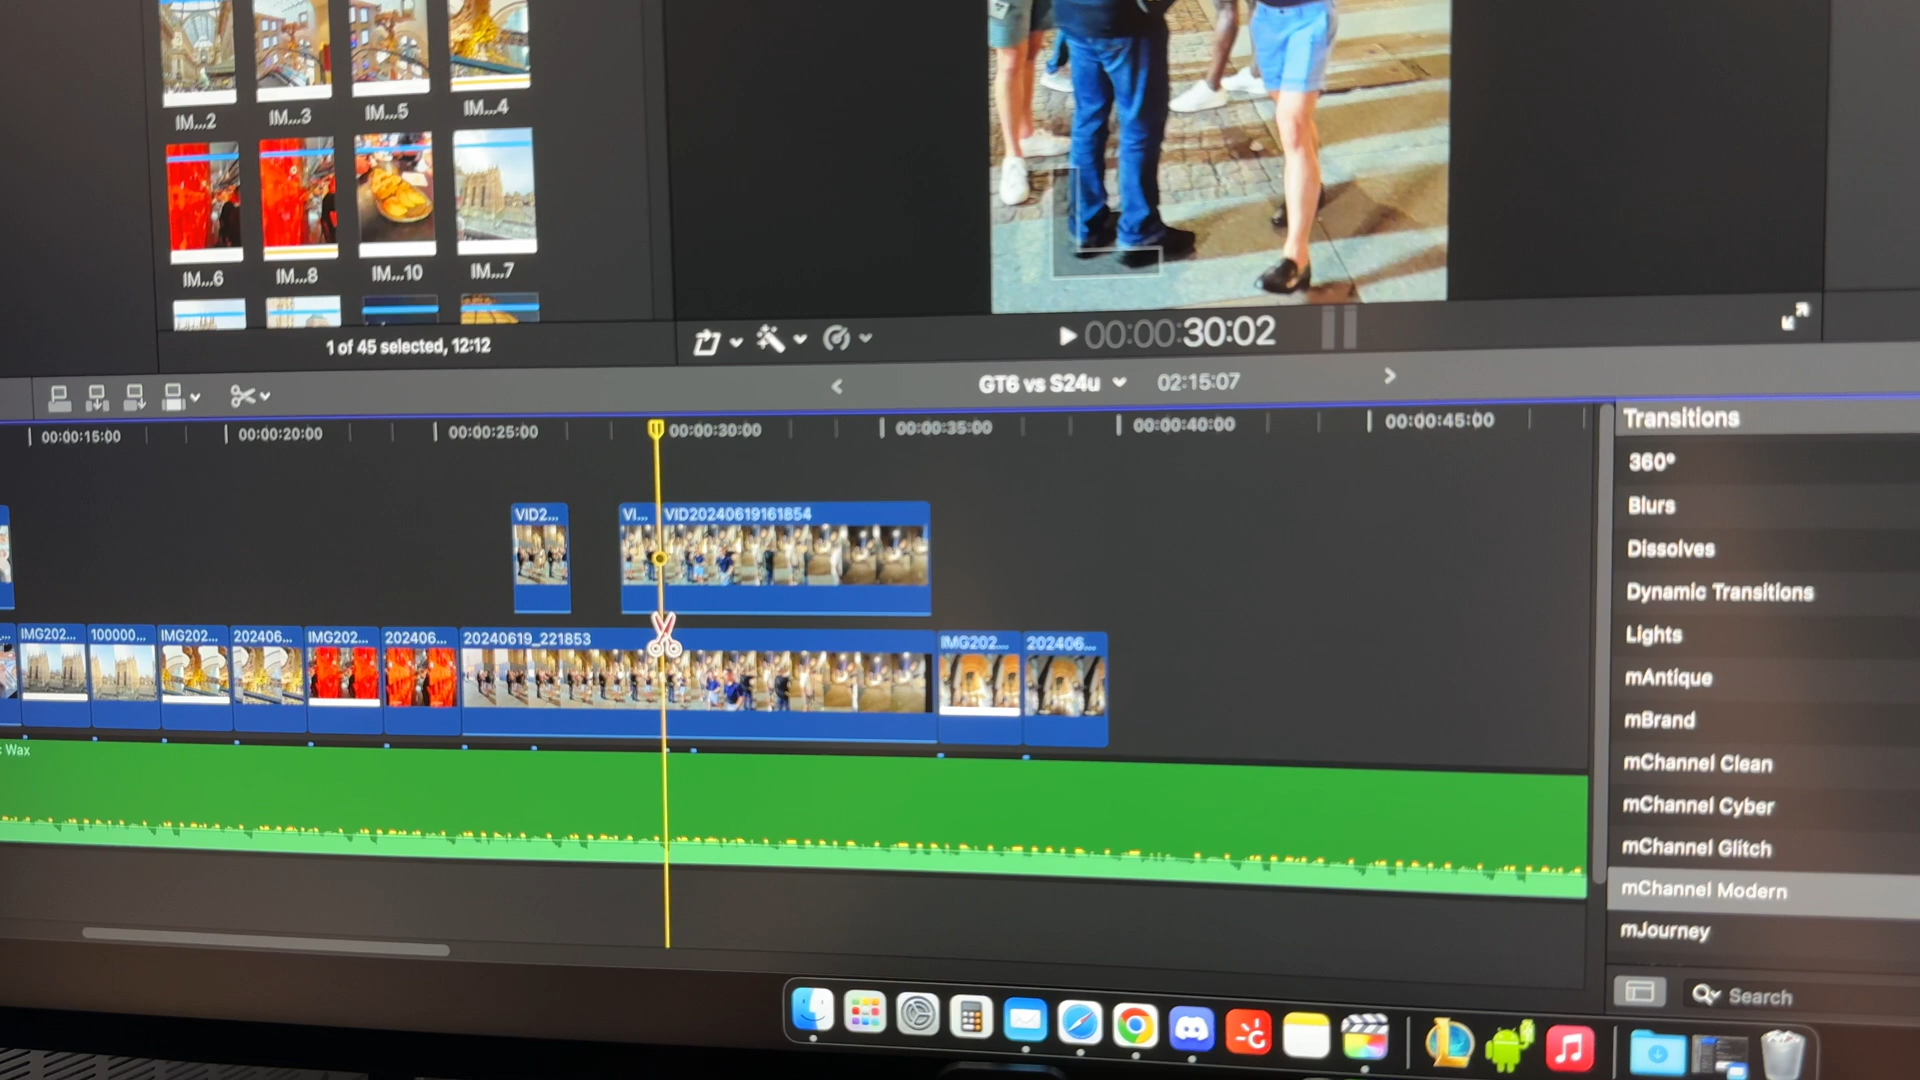 IM...2
IM...3
IM...5
IM...4
IM...6
IM...8
IM...10
IM...7
1 of 45 selected, 12:12
00:00:30:02
GT6 vs S24u
02:15:07
00:00:15:00
00:00:20:00
00:00:25:00
00:00:30:00
00:00:35:00
00:00:40:00
00:00:45:00
VID2...
VI...
VID20240619161854
IMG202...
100000...
IMG202...
202406...
IMG202...
202406...
20240619_221853
IMG202...
202406...
Wax
Transitions
360°
Blurs
Dissolves
Dynamic Transitions
Lights
mAntique
mBrand
mChannel Clean
mChannel Cyber
mChannel Glitch
mChannel Modern
mJourney
Search